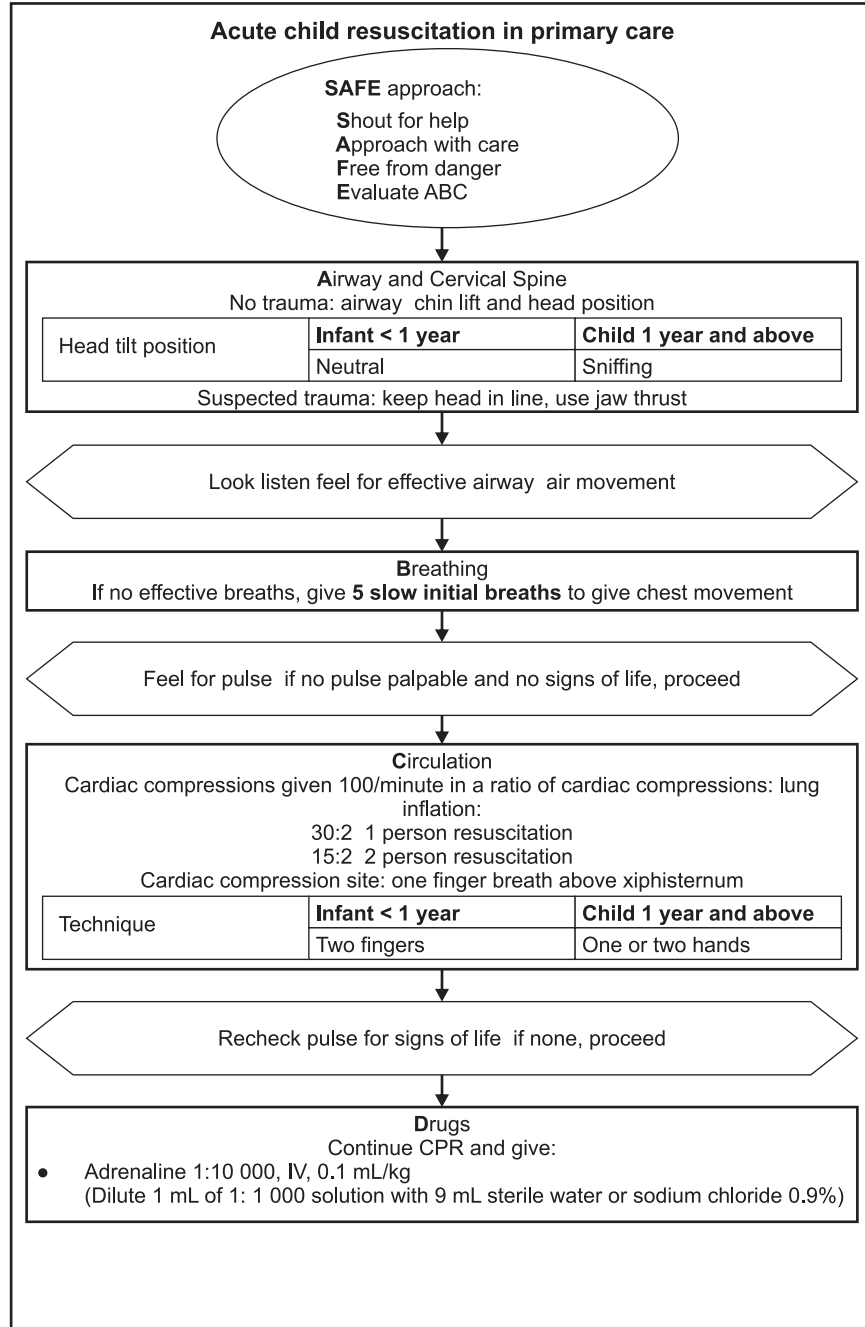 Acute child resuscitation in primary care
SAFE approach:
Shout for help
Approach with care
Free from danger
Evaluate ABC
Airway and Cervical Spine
No trauma: airway chin lift and head position
Head tilt position
Infant < 1 year
Child 1 year and above
Neutral
Sniffing
Suspected trauma: keep head in line, use jaw thrust
Look listen feel for effective airway air movement
Breathing
If no effective breaths, give 5 slow initial breaths to give chest movement
Feel for pulse if no pulse palpable and no signs of life, proceed
Circulation
Cardiac compressions given 100/minute in a ratio of cardiac compressions: lung
inflation:
30:2 1 person resuscitation
15:2 2 person resuscitation
Cardiac compression site: one finger breath above xiphisternum
Technique
Infant < 1 year
Child 1 year and above
Two fingers
One or two hands
Recheck pulse for signs of life if none, proceed
Drugs
Continue CPR and give:
● Adrenaline 1:10 000, IV, 0.1 mL/kg
(Dilute 1 mL of 1: 1 000 solution with 9 mL sterile water or sodium chloride 0.9%)